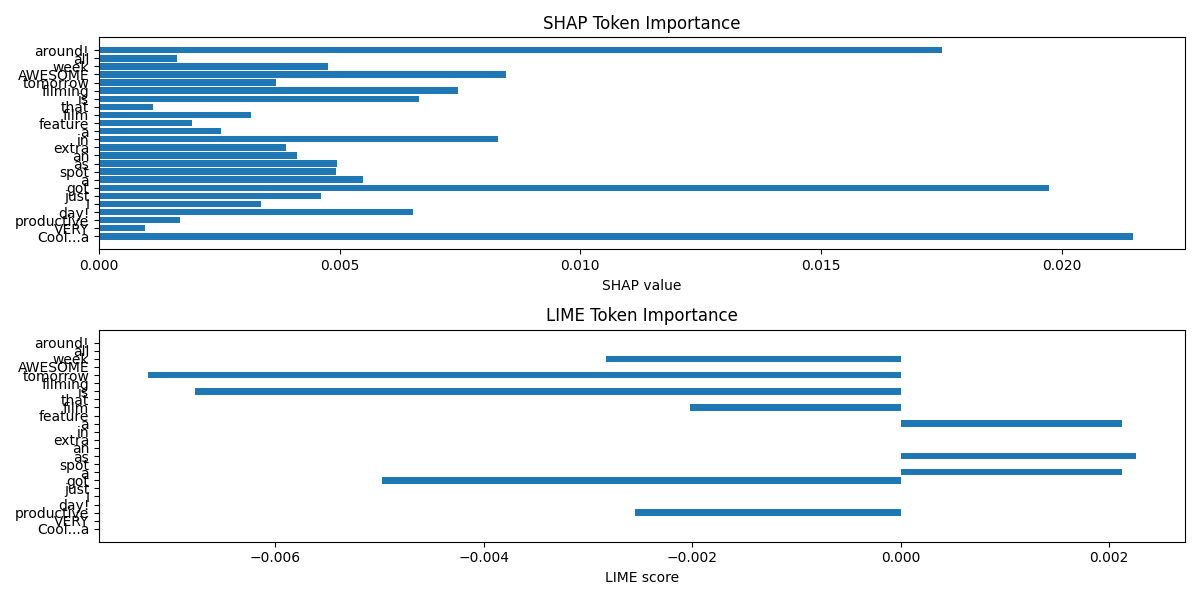 SHAP Token Importance
around!
all
week
AWESOME
tomorrow
filming
is
that
film
feature
a
in
extra
an
as
spot
a
got
just
I
day!
productive
VERY
Cool...a
0.000 0.005 0.010 0.015 0.020
SHAP value
LIME Token Importance
around!
all
week
AWESOME
tomorrow
filming
is
that
film
feature
a
in
extra
an
as
spot
a
got
just
I
day!
productive
VERY
Cool...a
−0.006 −0.004 −0.002 0.000 0.002
LIME score